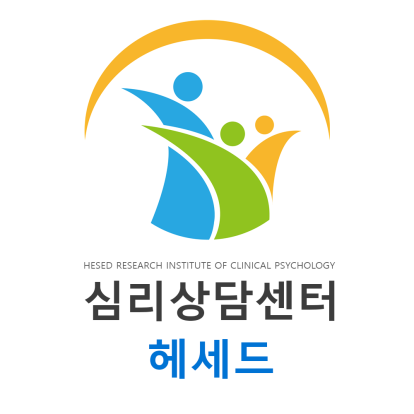 HESED RESEARCH INSTITUTE OF CLINICAL PSYCHOLOGY
심리상담센터
헤세드